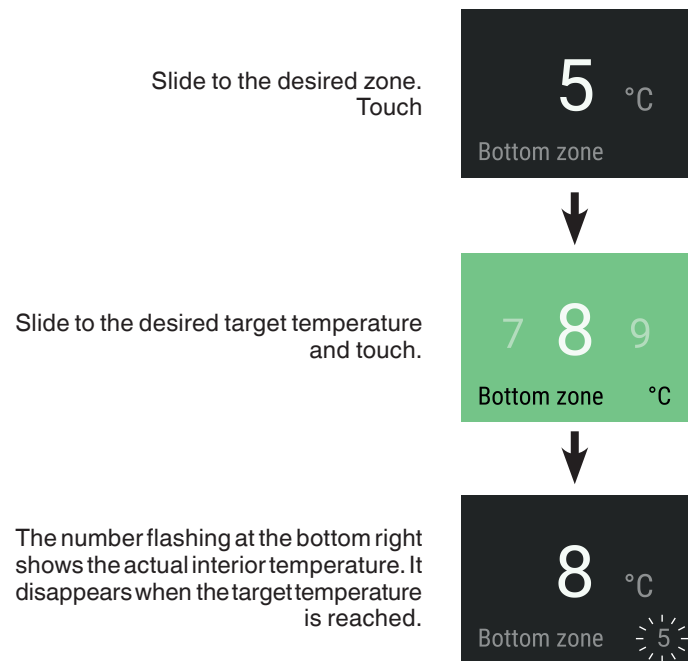 Slide to the desired zone.
Touch
5 °C
Bottom zone
Slide to the desired target temperature
and touch.
7 8 9
Bottom zone °C
The number flashing at the bottom right
shows the actual interior temperature. It
disappears when the target temperature
is reached.
8 °C
Bottom zone 5